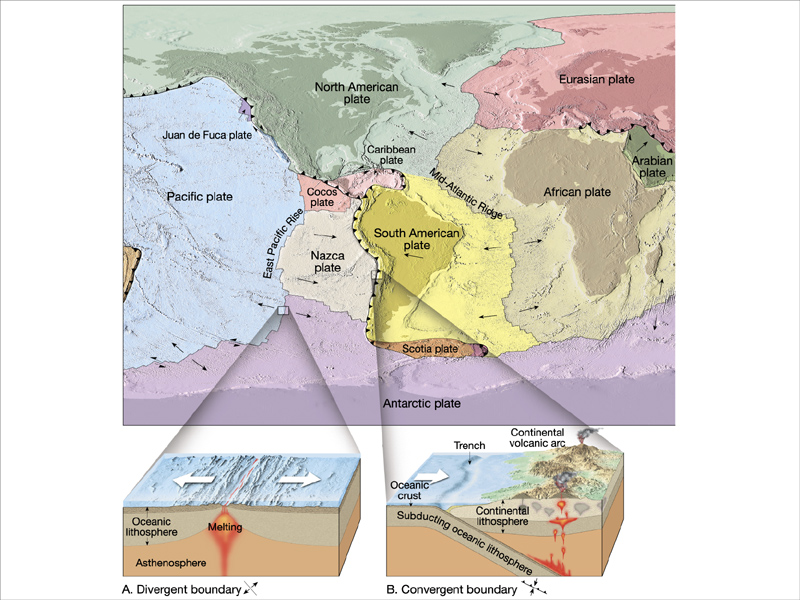 North American
plate
Eurasian plate
Juan de Fuca plate
Caribbean
plate
Arabian
plate
Pacific plate
Cocos
plate
Mid-Atlantic Ridge
African plate
East Pacific Rise
South American
plate
Nazca
plate
Scotia plate
Antarctic plate
Oceanic
lithosphere
Melting
Asthenosphere
A. Divergent boundary
Trench
Continental
volcanic arc
Oceanic
crust
Continental
lithosphere
Subducting oceanic lithosphere
B. Convergent boundary